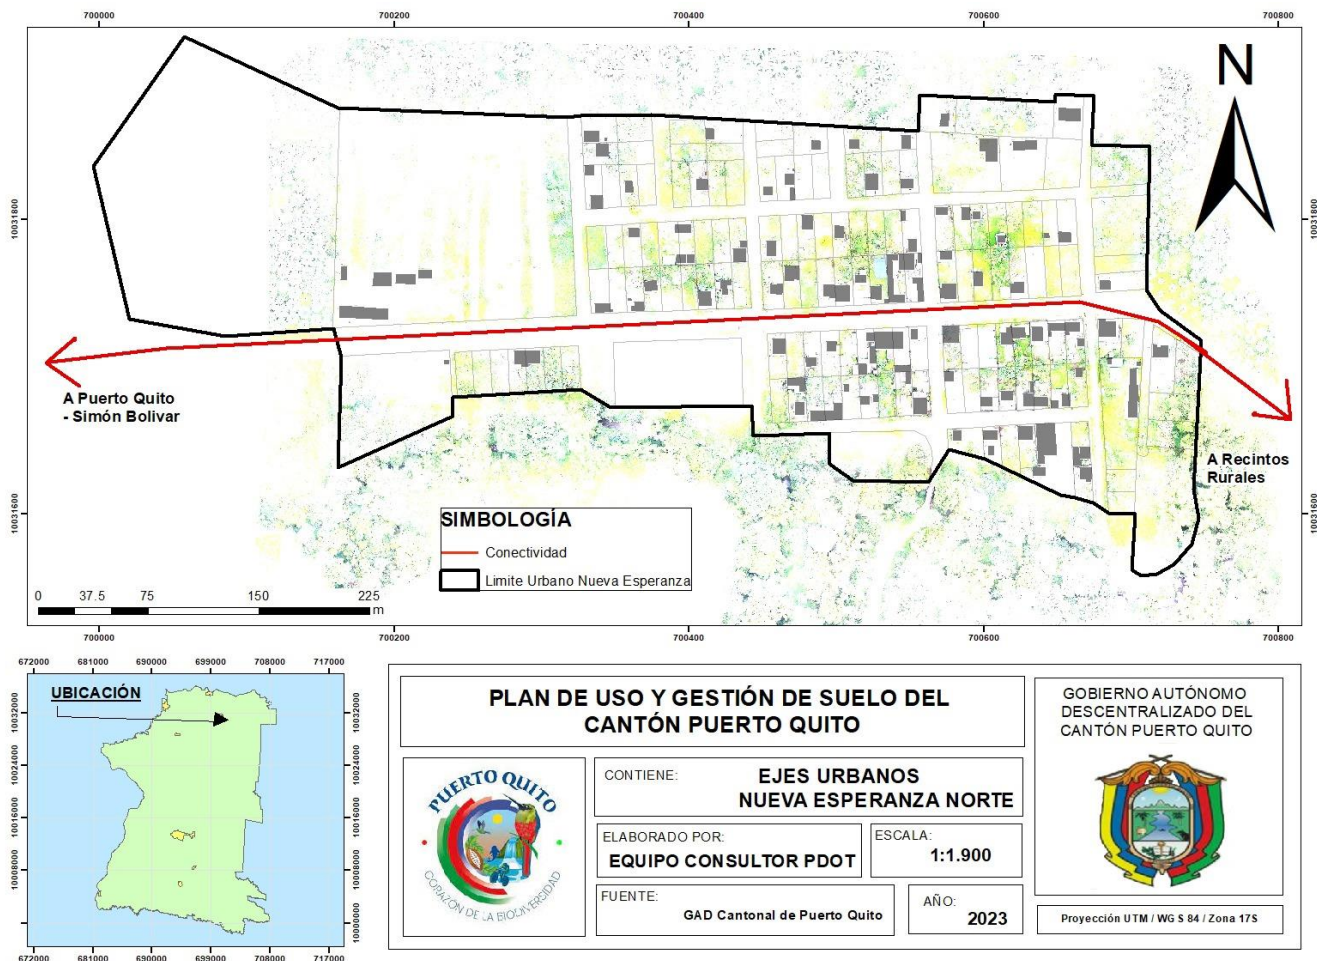 700000 700200 700400 700600 700800
10031800 10031800
10031600 10031600
N
A Puerto Quito
- Simón Bolivar
A Recintos
Rurales
SIMBOLOGÍA
Conectividad
Limite Urbano Nueva Esperanza
0 37.5 75 150 225
m
700000 700200 700400 700600 700800
672000 681000 690000 699000 708000 717000
UBICACIÓN
10032000 10032000
10024000 10024000
10016000 10016000
10008000 10008000
10000000 10000000
672000 681000 690000 699000 708000 717000
PLAN DE USO Y GESTIÓN DE SUELO DEL
CANTÓN PUERTO QUITO
PUERTO QUITO
CORAZÓN DE LA BIODIVERSIDAD
CONTIENE: EJES URBANOS
NUEVA ESPERANZA NORTE
ELABORADO POR:
EQUIPO CONSULTOR PDOT
ESCALA:
1:1.900
FUENTE:
GAD Cantonal de Puerto Quito
AÑO:
2023
GOBIERNO AUTÓNOMO
DESCENTRALIZADO DEL
CANTÓN PUERTO QUITO
Proyección UTM / WG S 84 / Zona 17S